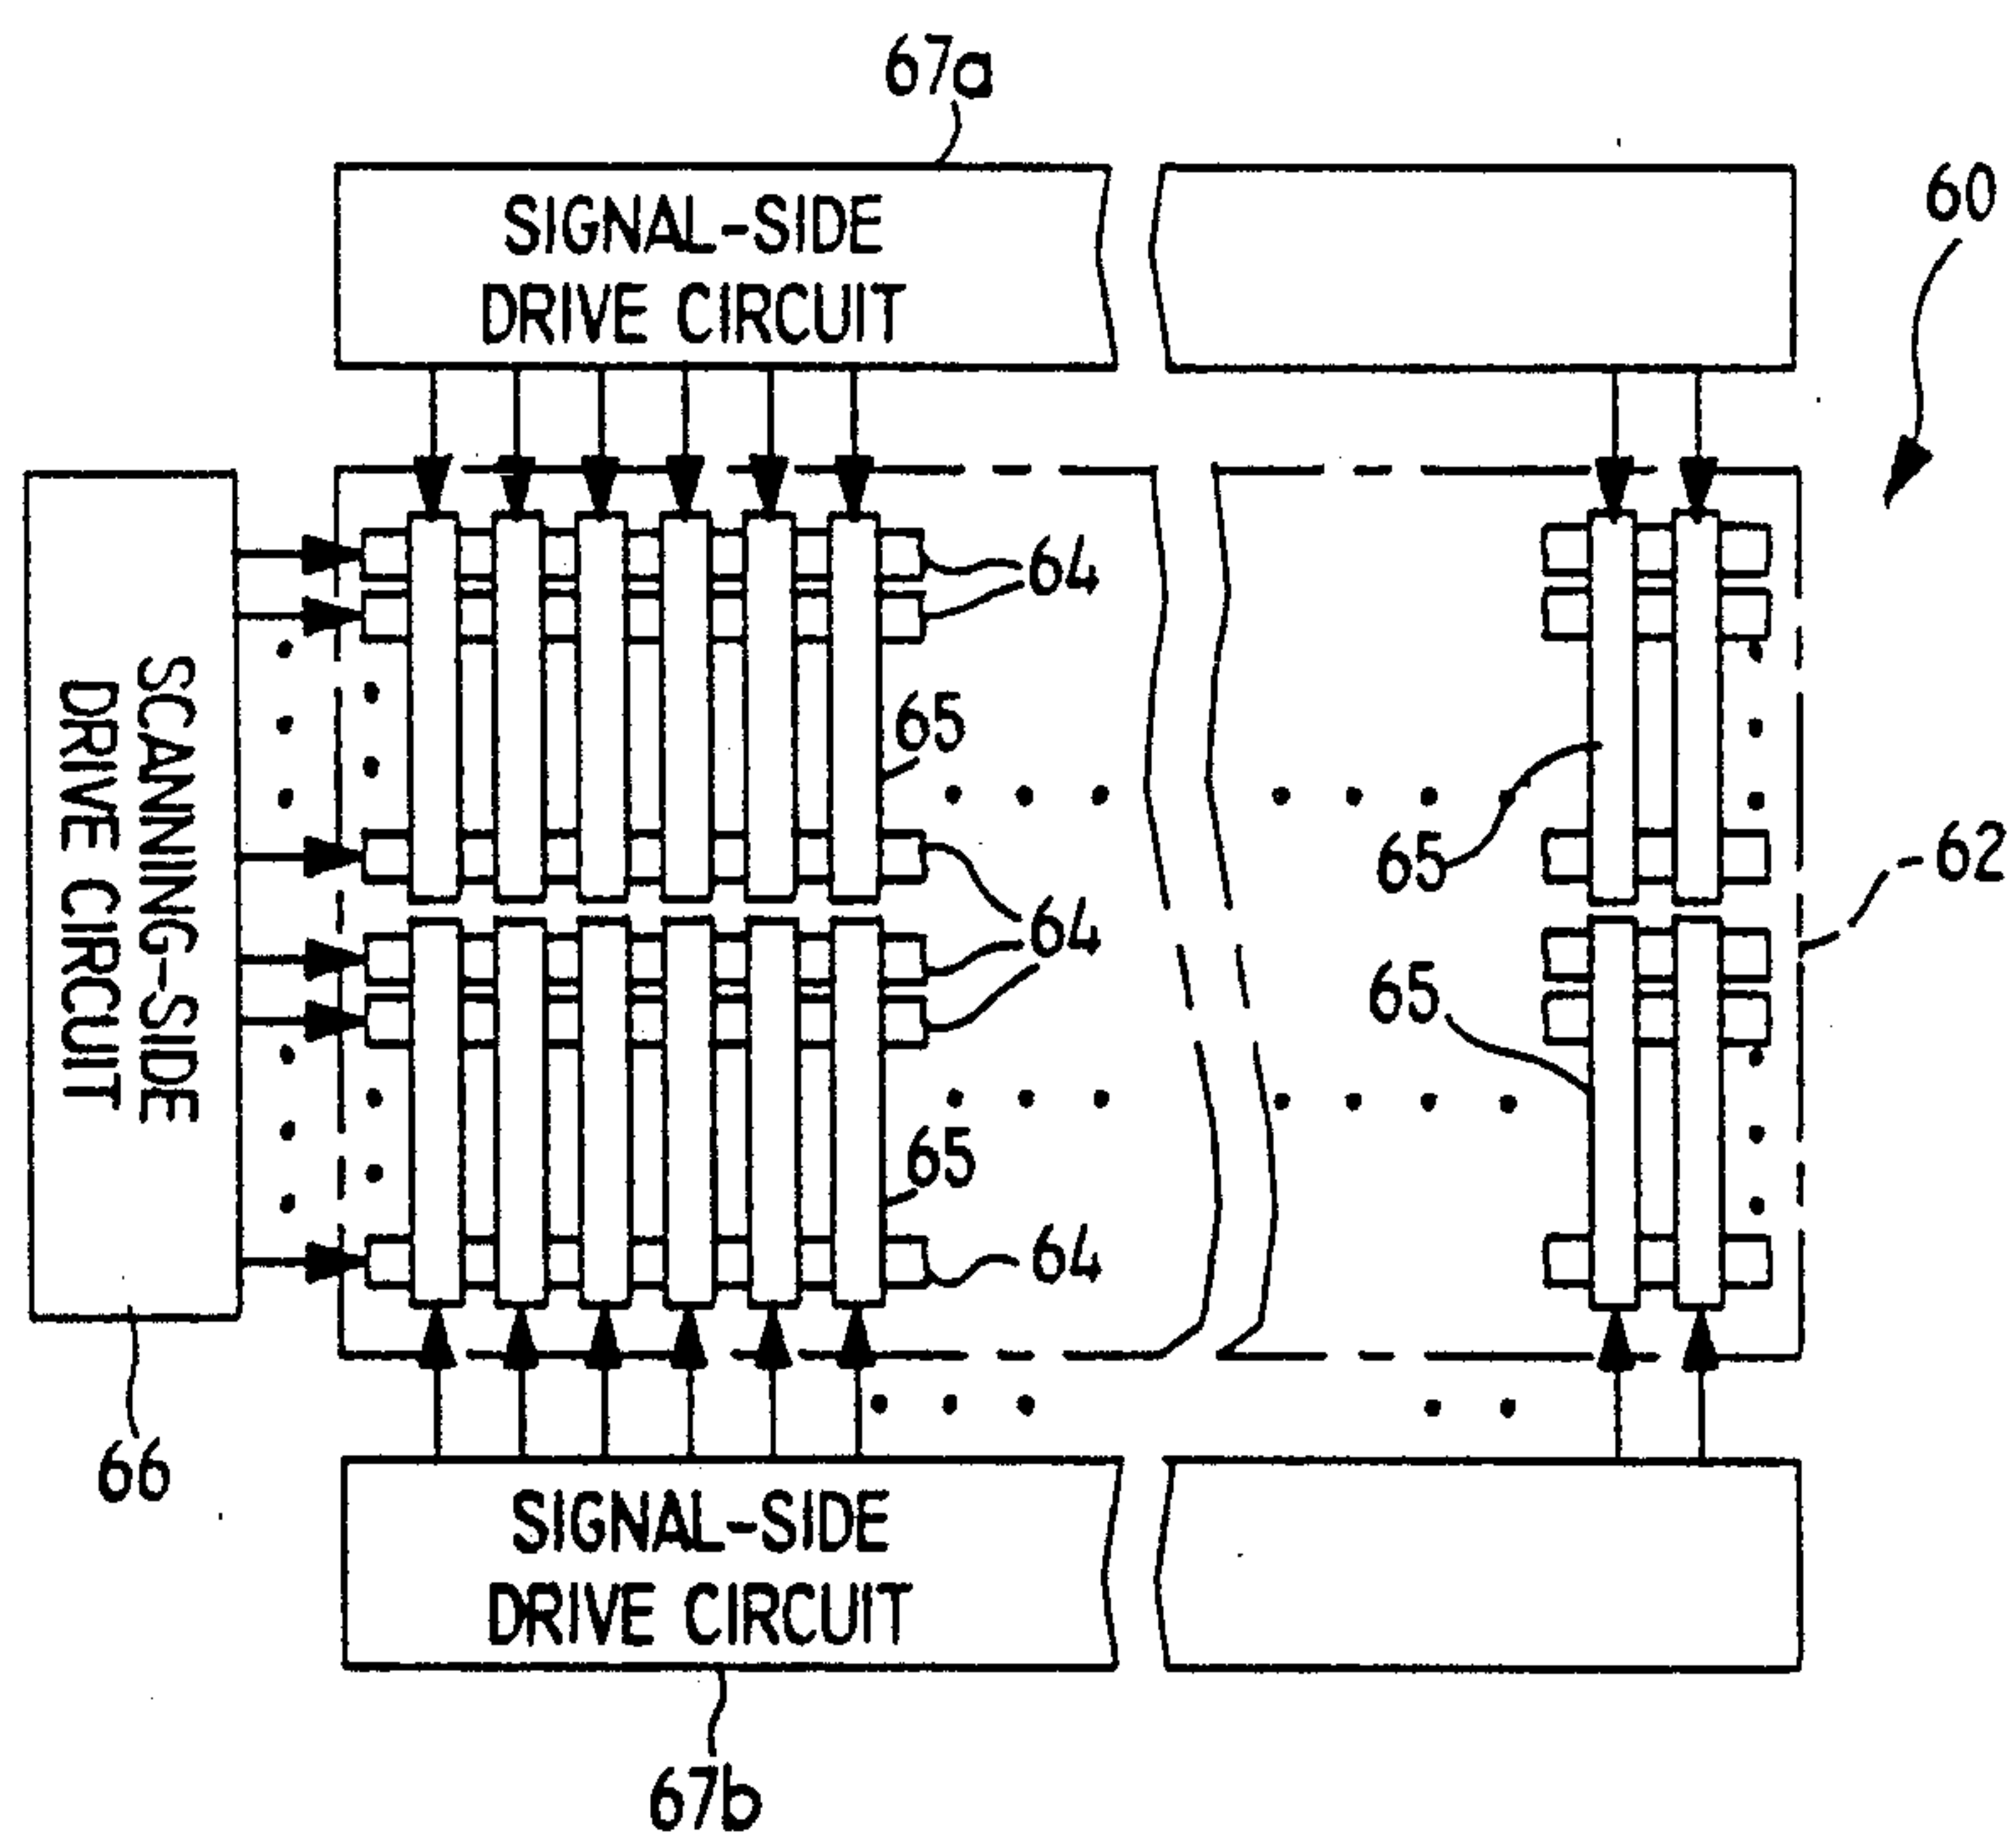 67a
SIGNAL-SIDE
DRIVE CIRCUIT
60
SCANNING-SIDE
DRIVE CIRCUIT
64
65
65
62
64
65
65
64
66
SIGNAL-SIDE
DRIVE CIRCUIT
67b